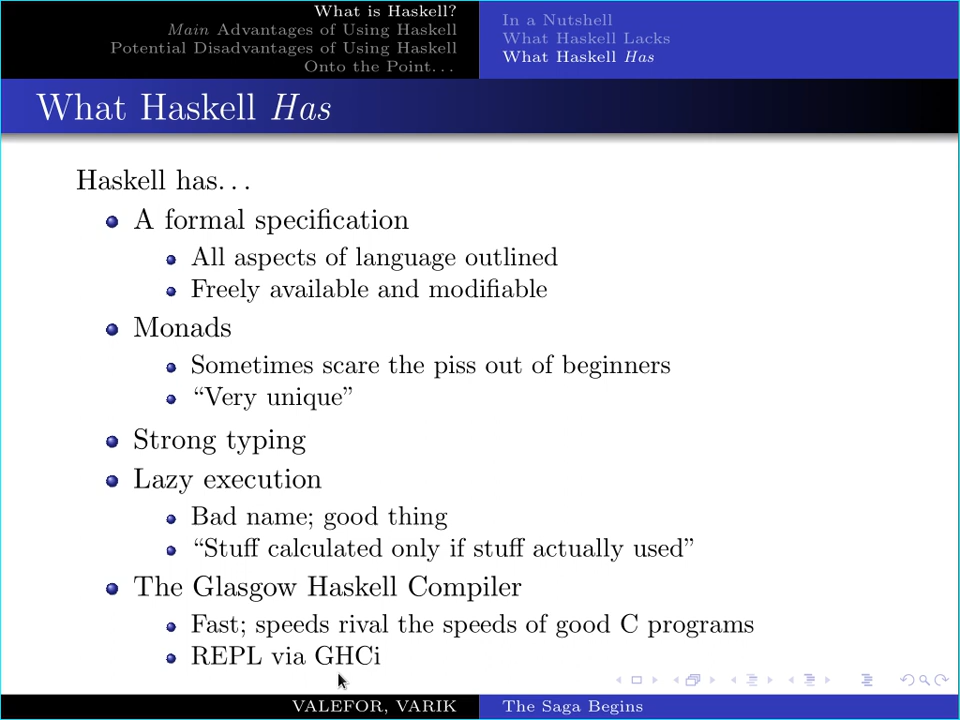 What is Haskell?
Main Advantages of Using Haskell
Potential Disadvantages of Using Haskell
Onto the Point. . .
In a Nutshell
What Haskell Lacks
What Haskell Has
What Haskell Has
Haskell has. . .
A formal specification
All aspects of language outlined
Freely available and modifiable
Monads
Sometimes scare the piss out of beginners
“Very unique”
Strong typing
Lazy execution
Bad name; good thing
“Stuff calculated only if stuff actually used”
The Glasgow Haskell Compiler
Fast; speeds rival the speeds of good C programs
REPL via GHCi
VALEFOR, VARIK
The Saga Begins